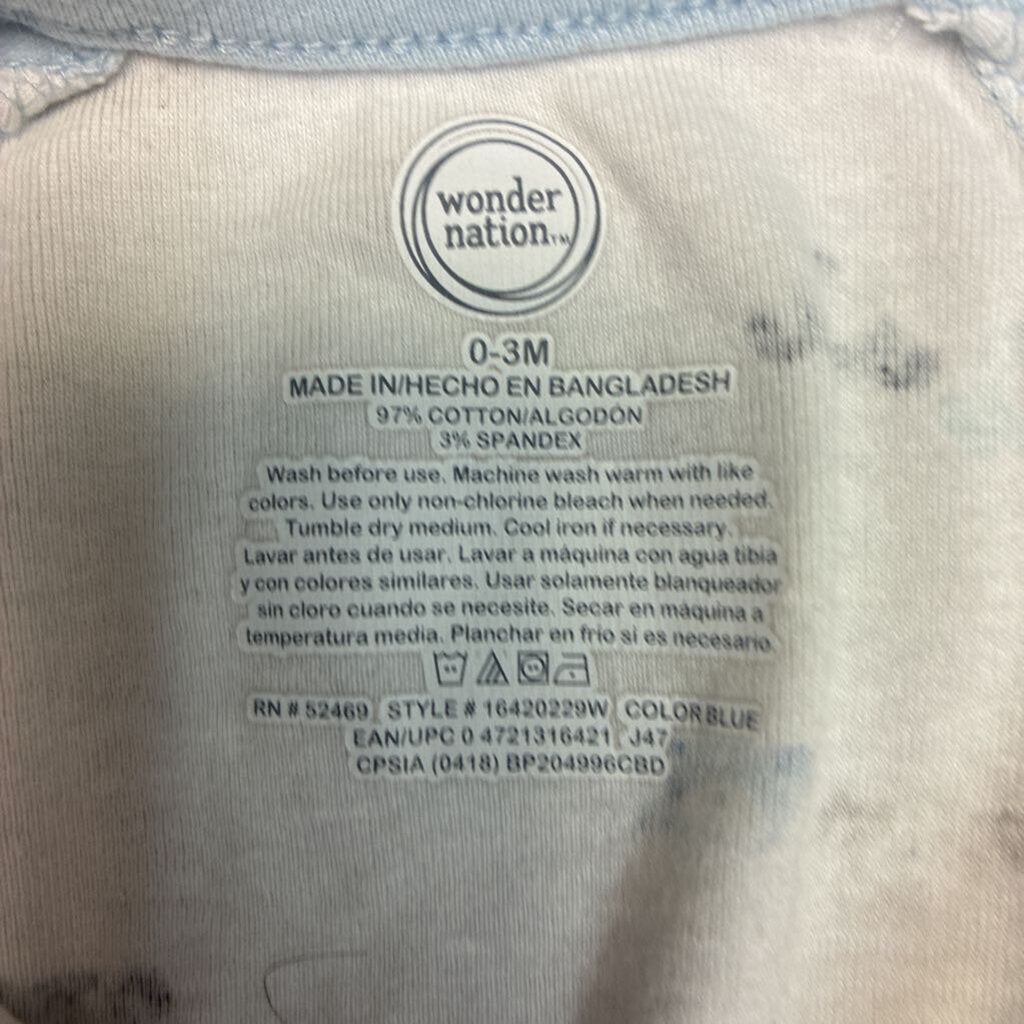 wonder
nation™
0-3M
MADE IN/HECHO EN BANGLADESH
97% COTTON/ALGODÓN
3% SPANDEX
Wash before use. Machine wash warm with like
colors. Use only non-chlorine bleach when needed.
Tumble dry medium. Cool iron if necessary.
Lavar antes de usar. Lavar a máquina con agua tibia
y con colores similares. Usar solamente blanqueador
sin cloro cuando se necesite. Secar en máquina a
temperatura media. Planchar en frío si es necesario.
RN # 52469 STYLE # 16420229W COLOR BLUE
EAN/UPC 0 4721316421 J47
CPSIA (0418) BP204996CBD